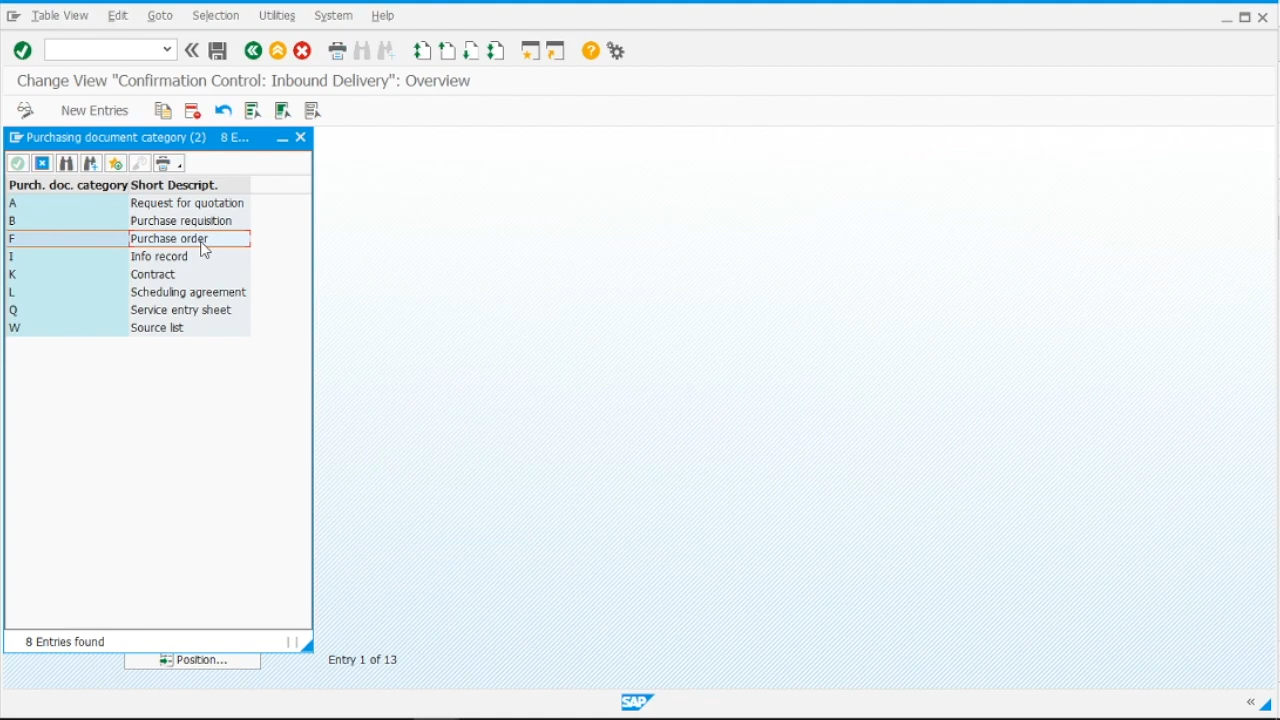 Table View Edit Goto Selection Utilities System Help
Change View "Confirmation Control: Inbound Delivery": Overview
New Entries
Purchasing document category (2) 8 E...
Purch. doc. category Short Descript.
A Request for quotation
B Purchase requisition
F Purchase order
I Info record
K Contract
L Scheduling agreement
Q Service entry sheet
W Source list
8 Entries found
Position... Entry 1 of 13
SAP